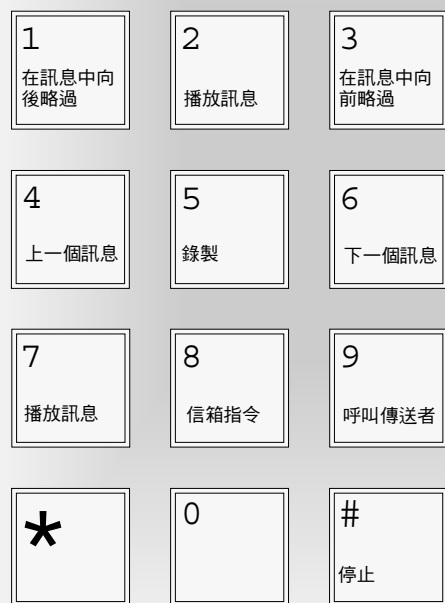 1
在訊息中向
後略過
2
播放訊息
3
在訊息中向
前略過
4
上一個訊息
5
錄製
6
下一個訊息
7
播放訊息
8
信箱指令
9
呼叫傳送者
*
0
#
停止